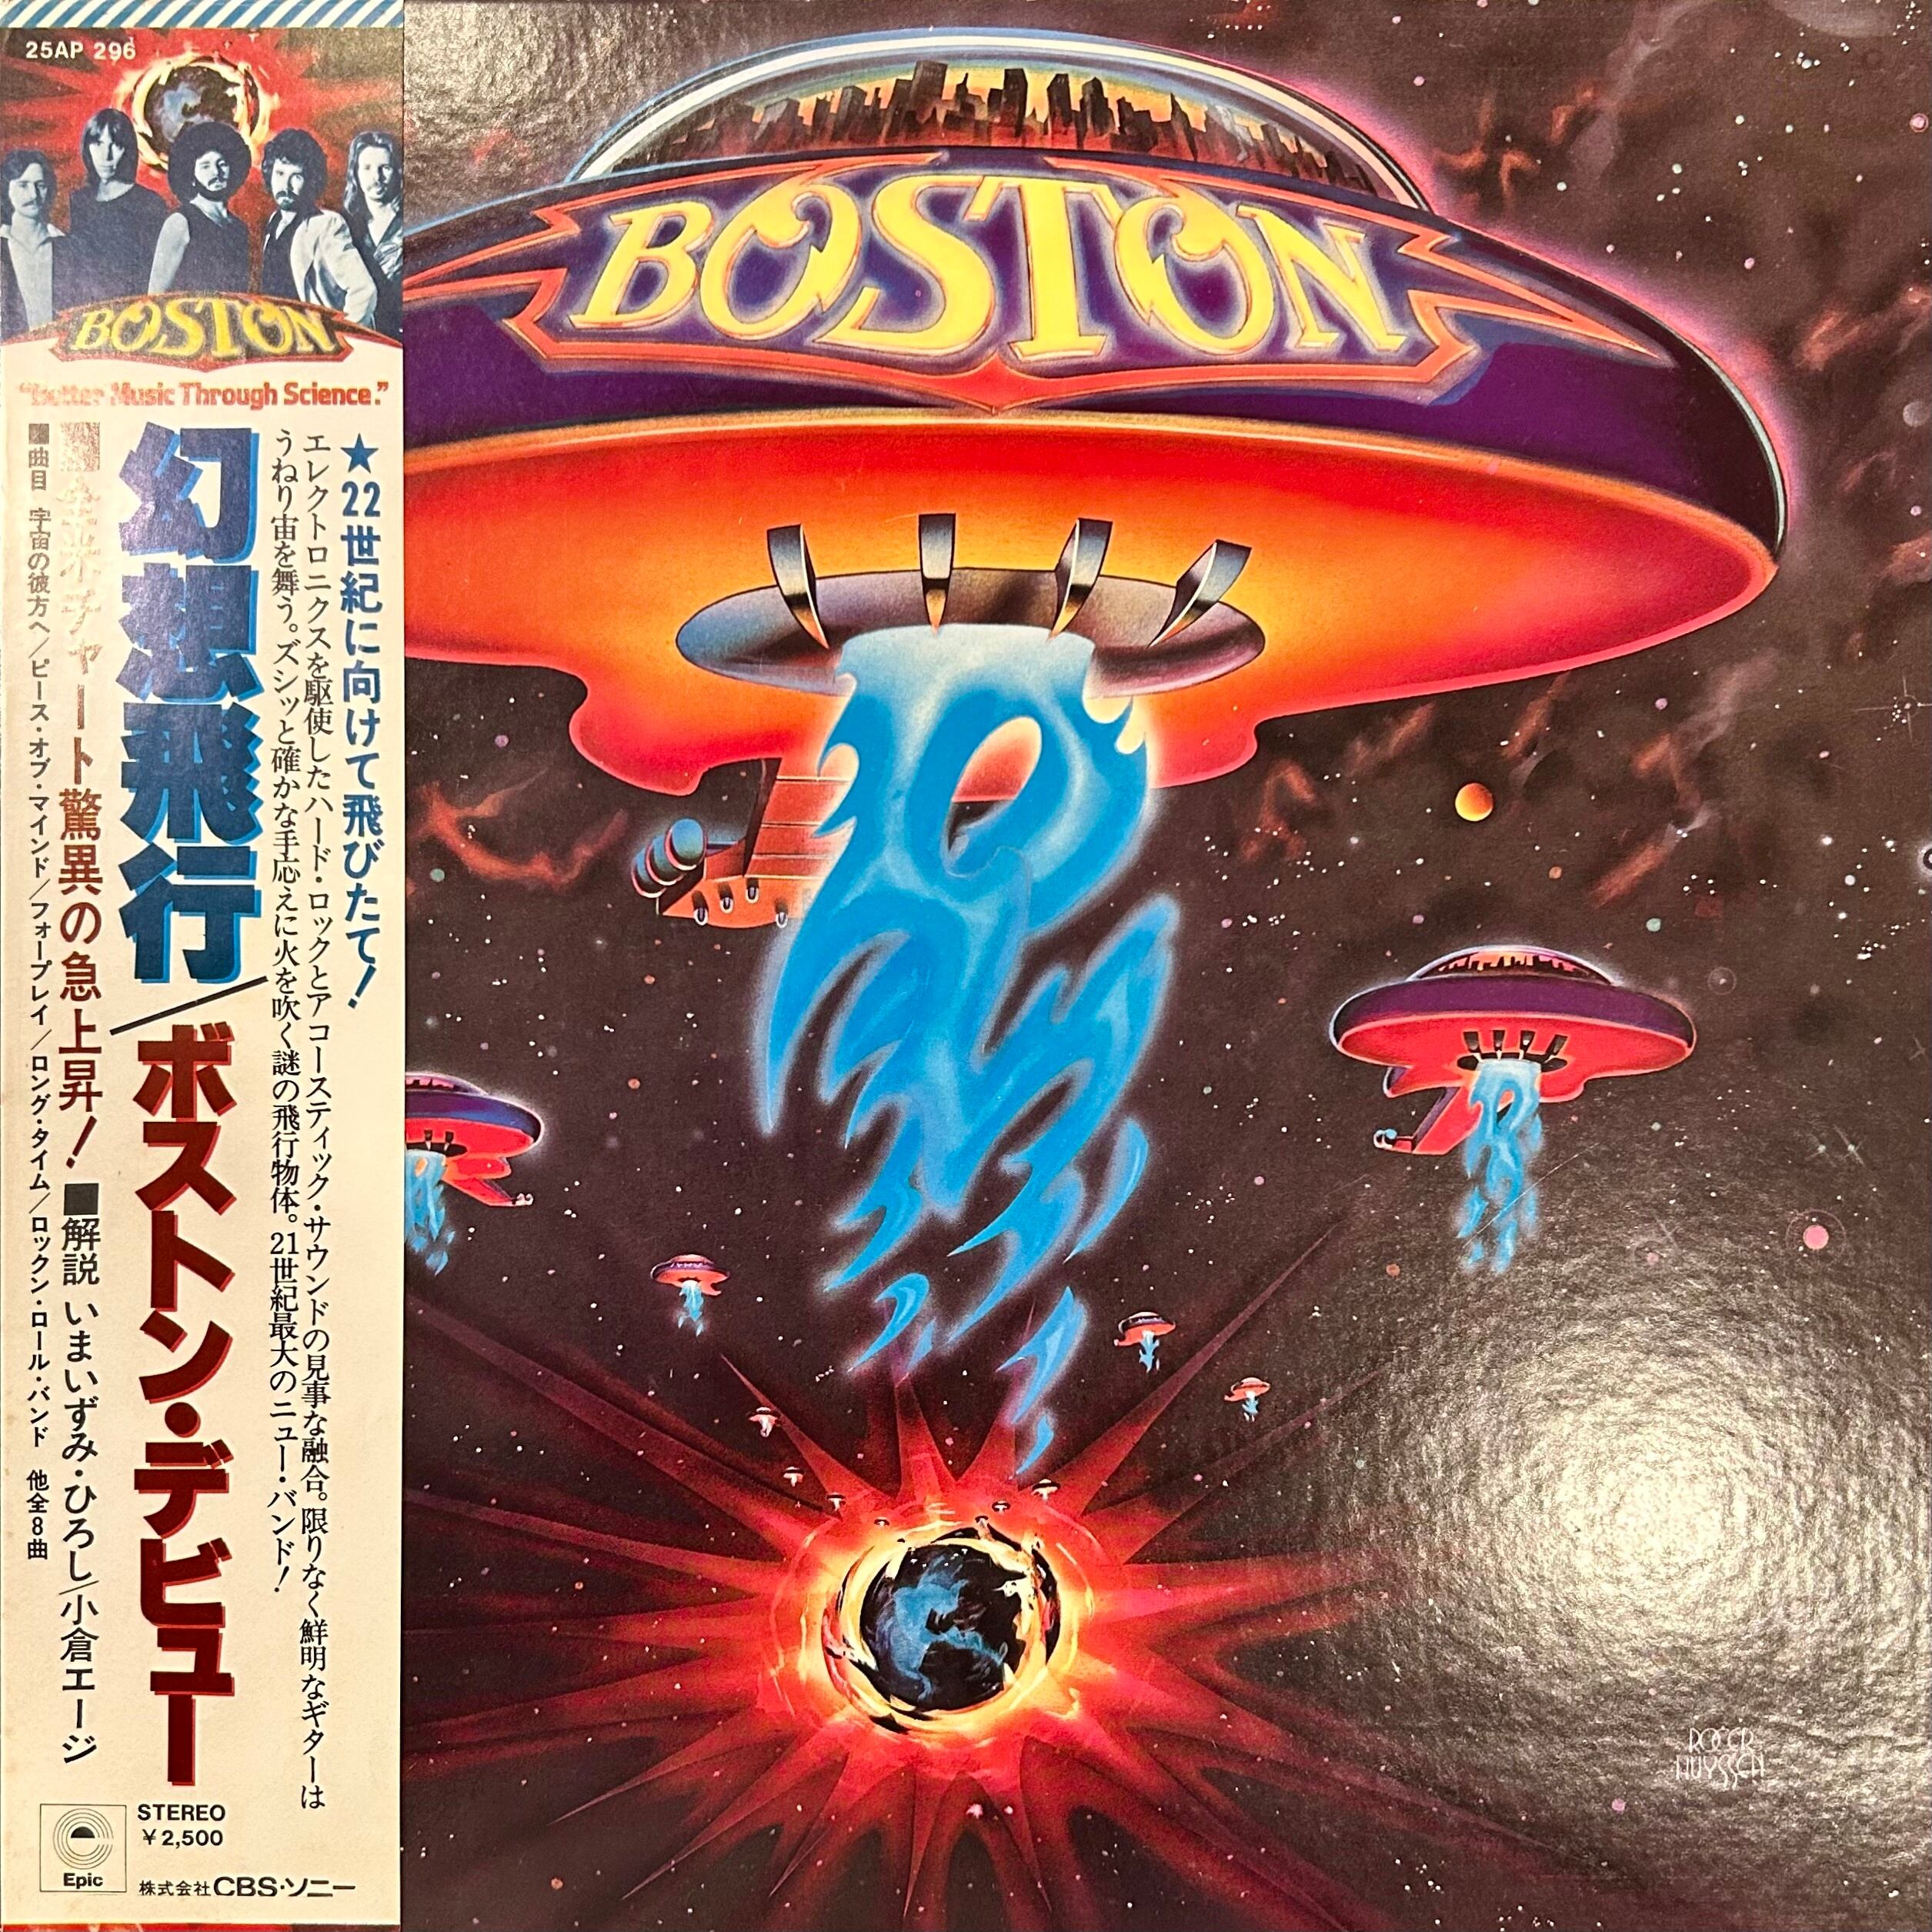 25AP 296
BOSTON
"Better Music Through Science."
★22世紀に向けて飛びたて!
エレクトロニクスを駆使したハード・ロックとアコースティック・サウンドの見事な融合。限りなく鮮明なギターは
うねり宙を舞う。ズシッと確かな手応えに火を吹く謎の飛行物体。21世紀最大のニュー・バンド!
幻想飛行/ボストン・デビュー
■全米チャート驚異の急上昇! ■解説 いまいずみ・ひろし/小倉エージ
■曲目 宇宙の彼方へ/ピース・オブ・マインド/フォープレイ/ロング・タイム/ロックン・ロール・バンド 他全8曲
STEREO
¥2,500
Epic
株式会社CBS・ソニー
BOSTON
ROGER
HUYSSEN